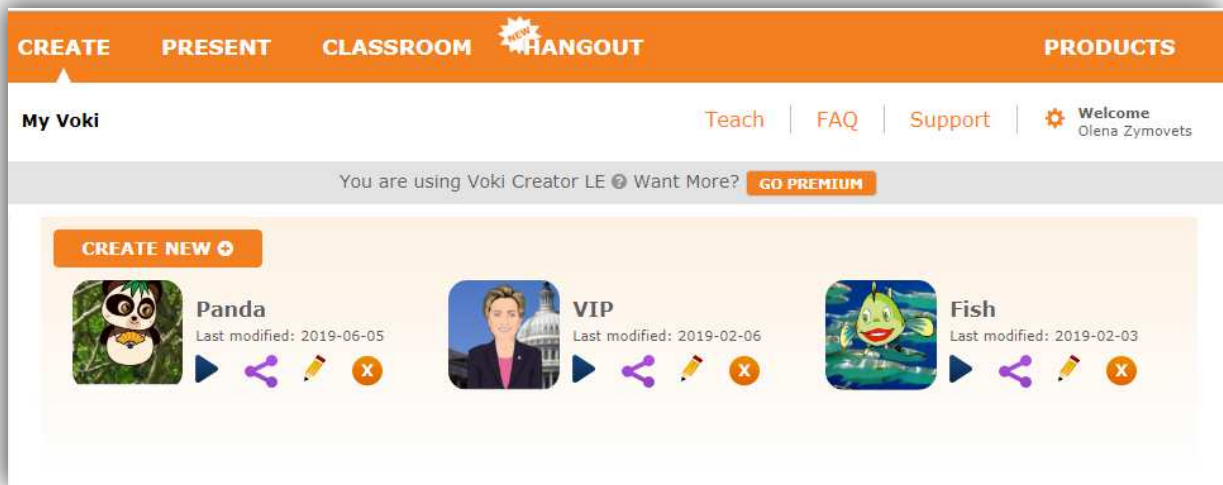 CREATE PRESENT CLASSROOM NEW HANGOUT PRODUCTS
My Voki Teach FAQ Support Welcome
Olena Zymovets
You are using Voki Creator LE ? Want More? GO PREMIUM
CREATE NEW +
Panda VIP Fish
Last modified: 2019-06-05 Last modified: 2019-02-06 Last modified: 2019-02-03
X X X